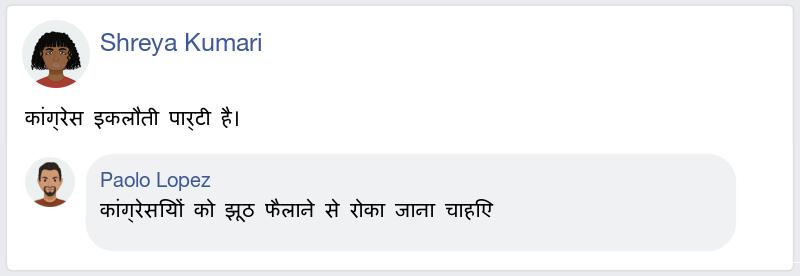 Shreya Kumari
कांग्रेस इकलौती पार्टी है।
Paolo Lopez
कांग्रेसियों को झूठ फैलाने से रोका जाना चाहिए